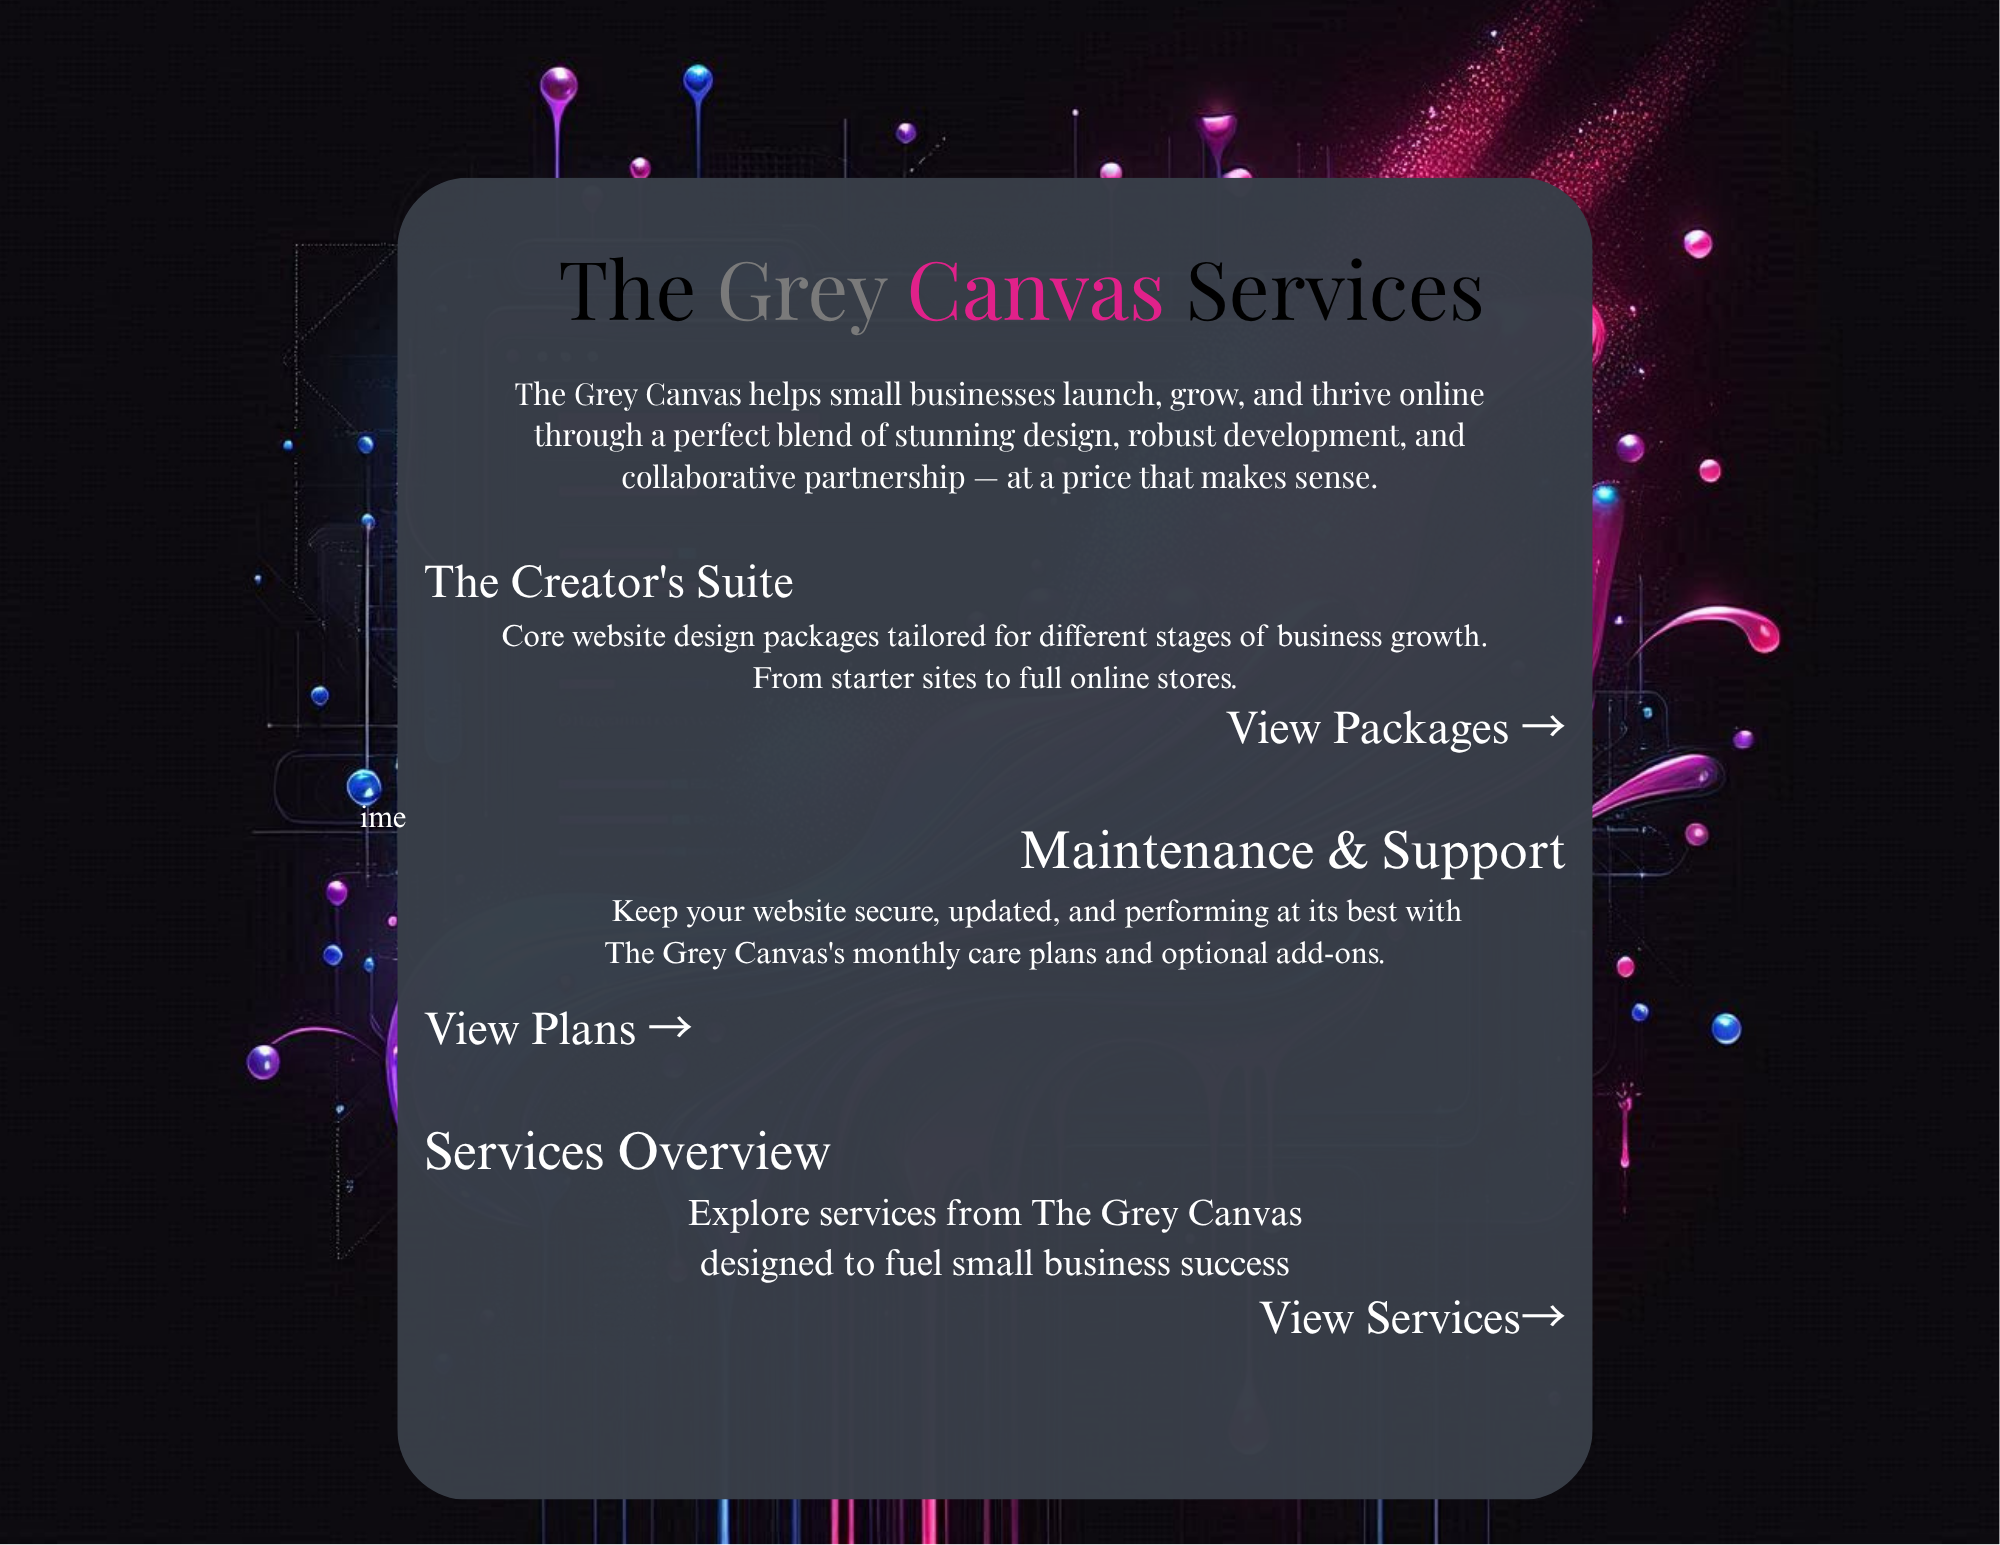 The Grey Canvas Services
The Grey Canvas helps small businesses launch, grow, and thrive online
through a perfect blend of stunning design, robust development, and
collaborative partnership — at a price that makes sense.
The Creator's Suite
Core website design packages tailored for different stages of business growth.
From starter sites to full online stores.
View Packages →
ime
Maintenance & Support
Keep your website secure, updated, and performing at its best with
The Grey Canvas's monthly care plans and optional add-ons.
View Plans →
Services Overview
Explore services from The Grey Canvas
designed to fuel small business success
View Services→